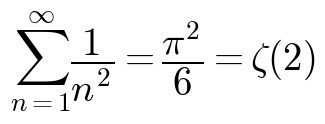 ∑_{n=1}^{∞} 1/n² = π²/6 = ζ(2)